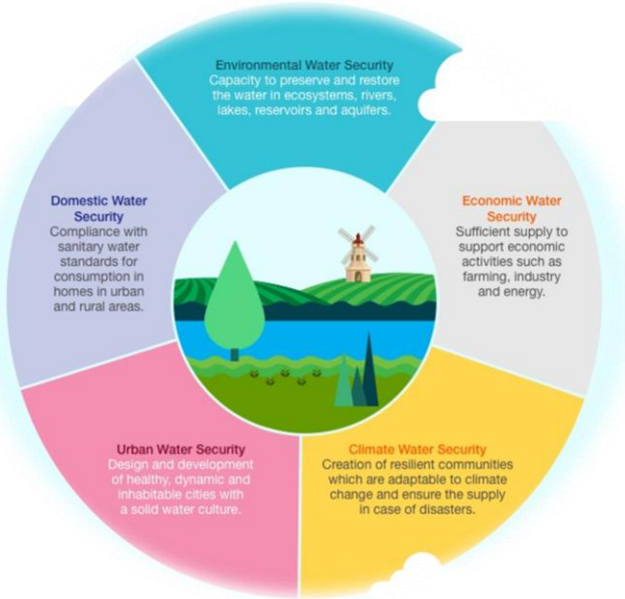 Environmental Water Security
Capacity to preserve and restore
the water in ecosystems, rivers,
lakes, reservoirs and aquifers.
Domestic Water
Security
Compliance with
sanitary water
standards for
consumption in
homes in urban
and rural areas.
Economic Water
Security
Sufficient supply to
support economic
activities such as
farming, industry
and energy.
Urban Water Security
Design and development
of healthy, dynamic and
inhabitable cities with
a solid water culture.
Climate Water Security
Creation of resilient communities
which are adaptable to climate
change and ensure the supply
in case of disasters.